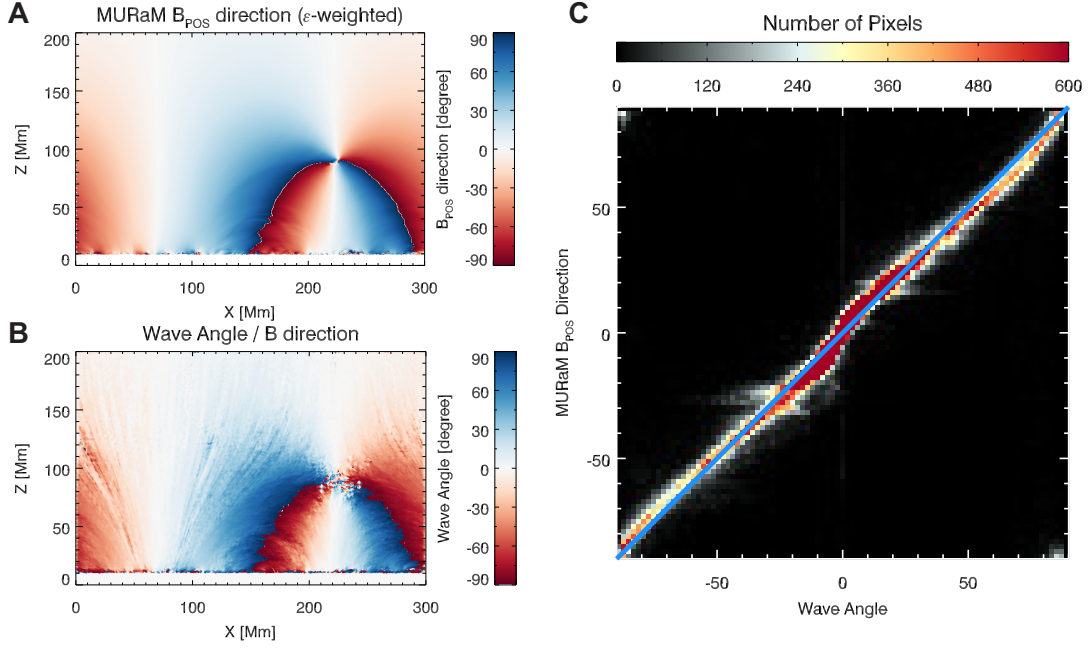 A
MURaM B_POS direction (ε-weighted)
200
150
100
50
0
Z [Mm]
0 100 200 300
X [Mm]
90
60
30
0
-30
-60
-90
B_POS direction [degree]
B
Wave Angle / B direction
200
150
100
50
0
Z [Mm]
0 100 200 300
X [Mm]
90
60
30
0
-30
-60
-90
Wave Angle [degree]
C
Number of Pixels
0 120 240 360 480 600
50
0
-50
MURaM B_POS Direction
-50 0 50
Wave Angle